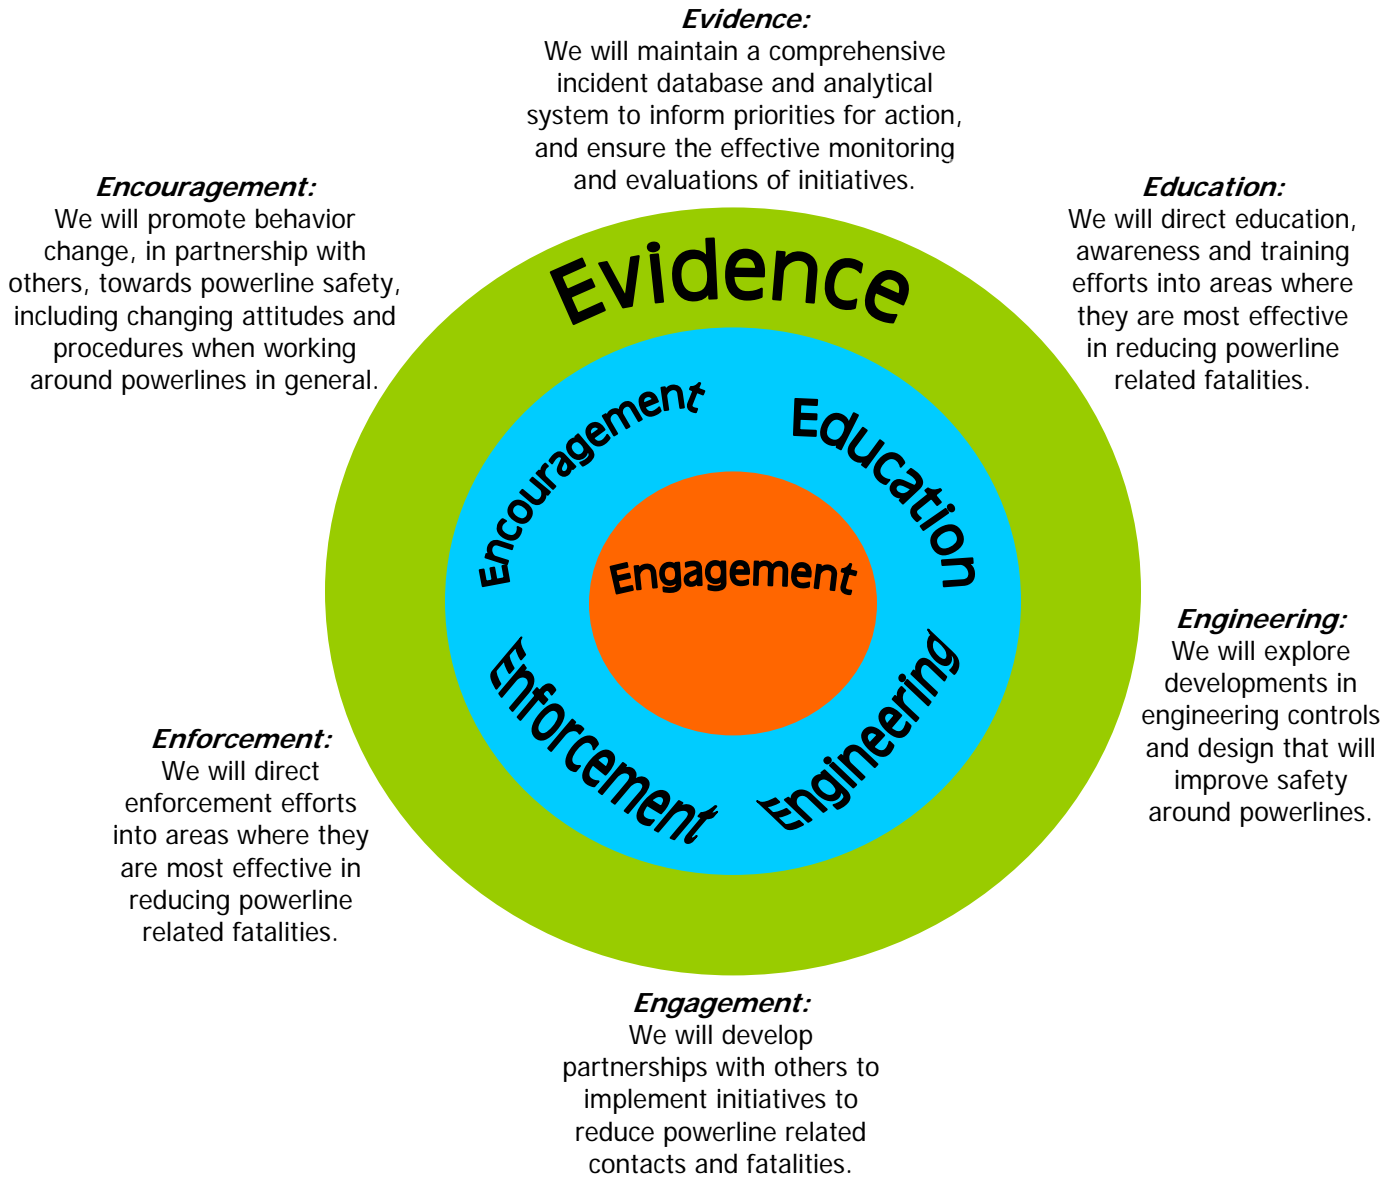 Evidence:
We will maintain a comprehensive
incident database and analytical
system to inform priorities for action,
and ensure the effective monitoring
and evaluations of initiatives.
Encouragement:
We will promote behavior
change, in partnership with
others, towards powerline safety,
including changing attitudes and
procedures when working
around powerlines in general.
Education:
We will direct education,
awareness and training
efforts into areas where
they are most effective
in reducing powerline
related fatalities.
Evidence
Encouragement
Education
Engagement
Enforcement
Engineering
Engineering:
We will explore
developments in
engineering controls
and design that will
improve safety
around powerlines.
Enforcement:
We will direct
enforcement efforts
into areas where they
are most effective in
reducing powerline
related fatalities.
Engagement:
We will develop
partnerships with others to
implement initiatives to
reduce powerline related
contacts and fatalities.